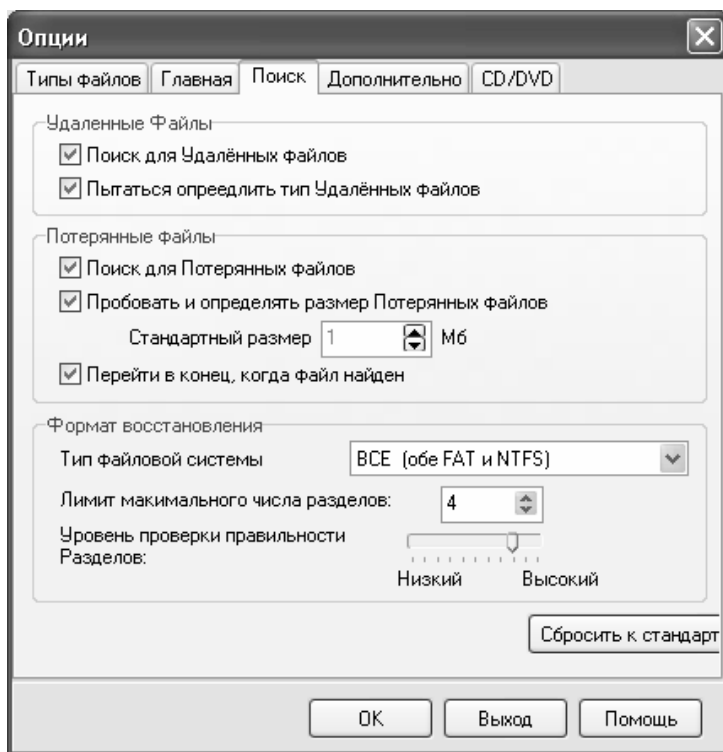 Опции
Типы файлов Главная Поиск Дополнительно CD/DVD
Удаленные Файлы
Поиск для Удалённых файлов
Пытаться опреедлить тип Удалённых файлов
Потерянные файлы
Поиск для Потерянных файлов
Пробовать и определять размер Потерянных файлов
Стандартный размер 1 Мб
Перейти в конец, когда файл найден
Формат восстановления
Тип файловой системы ВСЕ (обе FAT и NTFS)
Лимит макимального числа разделов: 4
Уровень проверки правильности
Разделов:
Низкий Высокий
Сбросить к стандарт
OK Выход Помощь